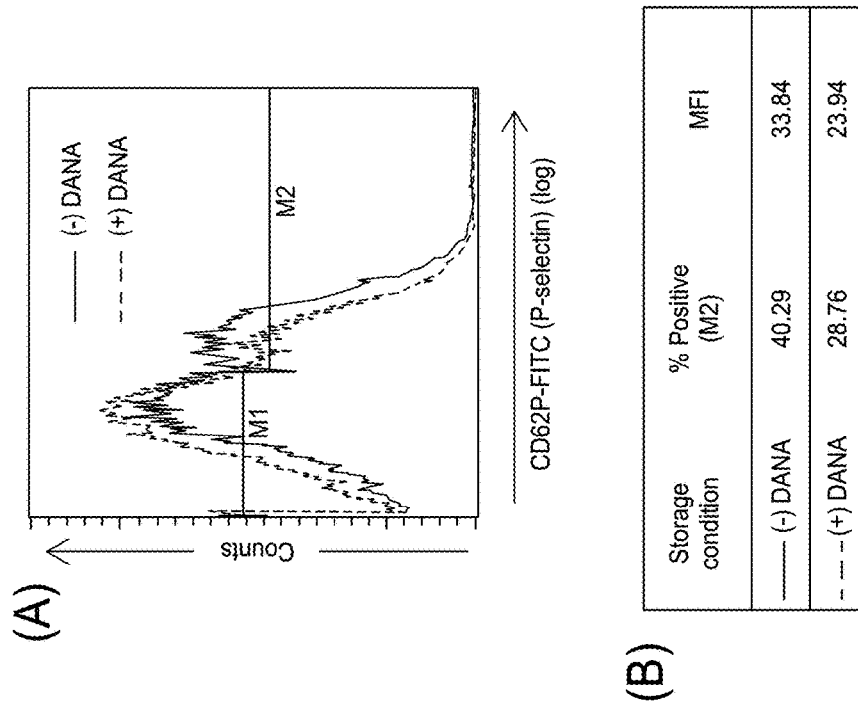 (A)
Counts
(-) DANA
(+) DANA
M1
M2
CD62P-FITC (P-selectin) (log)
(B)
Storage condition
% Positive (M2)
MFI
(-) DANA
40.29
33.84
(+) DANA
28.76
23.94